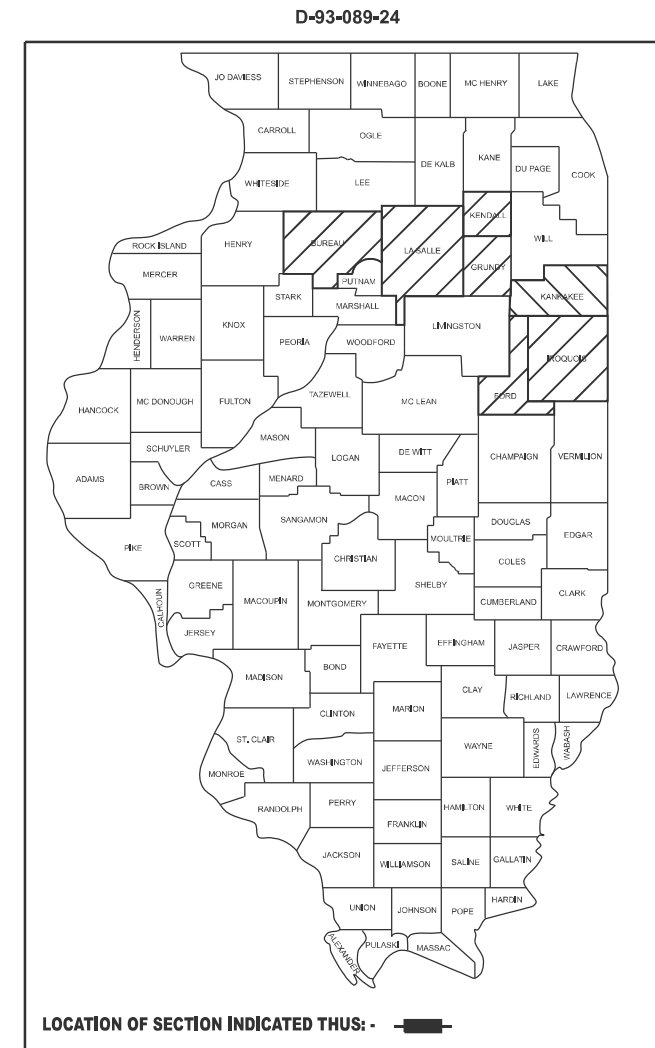 D-93-089-24
JO DAVIESS STEPHENSON WINNEBAGO BOONE MC HENRY LAKE
CARROLL OGLE DE KALB KANE DU PAGE COOK
WHITESIDE LEE KENDALL WILL
ROCK ISLAND HENRY BUREAU LA SALLE GRUNDY
MERCER PUTNAM KANKAKEE
STARK MARSHALL
HENDERSON WARREN KNOX PEORIA WOODFORD LIVINGSTON IROQUOIS
FORD
HANCOCK MC DONOUGH FULTON TAZEWELL MC LEAN
SCHUYLER MASON LOGAN DE WITT CHAMPAIGN VERMILION
ADAMS BROWN CASS MENARD PIATT
MACON
MORGAN SANGAMON DOUGLAS
PIKE SCOTT CHRISTIAN MOULTRIE COLES EDGAR
GREENE SHELBY CLARK
CALHOUN MACOUPIN MONTGOMERY CUMBERLAND
JERSEY FAYETTE EFFINGHAM JASPER CRAWFORD
BOND
MADISON CLAY RICHLAND LAWRENCE
CLINTON MARION
ST. CLAIR WAYNE EDWARDS WABASH
MONROE WASHINGTON JEFFERSON
RANDOLPH PERRY HAMILTON WHITE
FRANKLIN
JACKSON WILLIAMSON SALINE GALLATIN
UNION JOHNSON POPE HARDIN
ALEXANDER PULASKI MASSAC
LOCATION OF SECTION INDICATED THUS: -